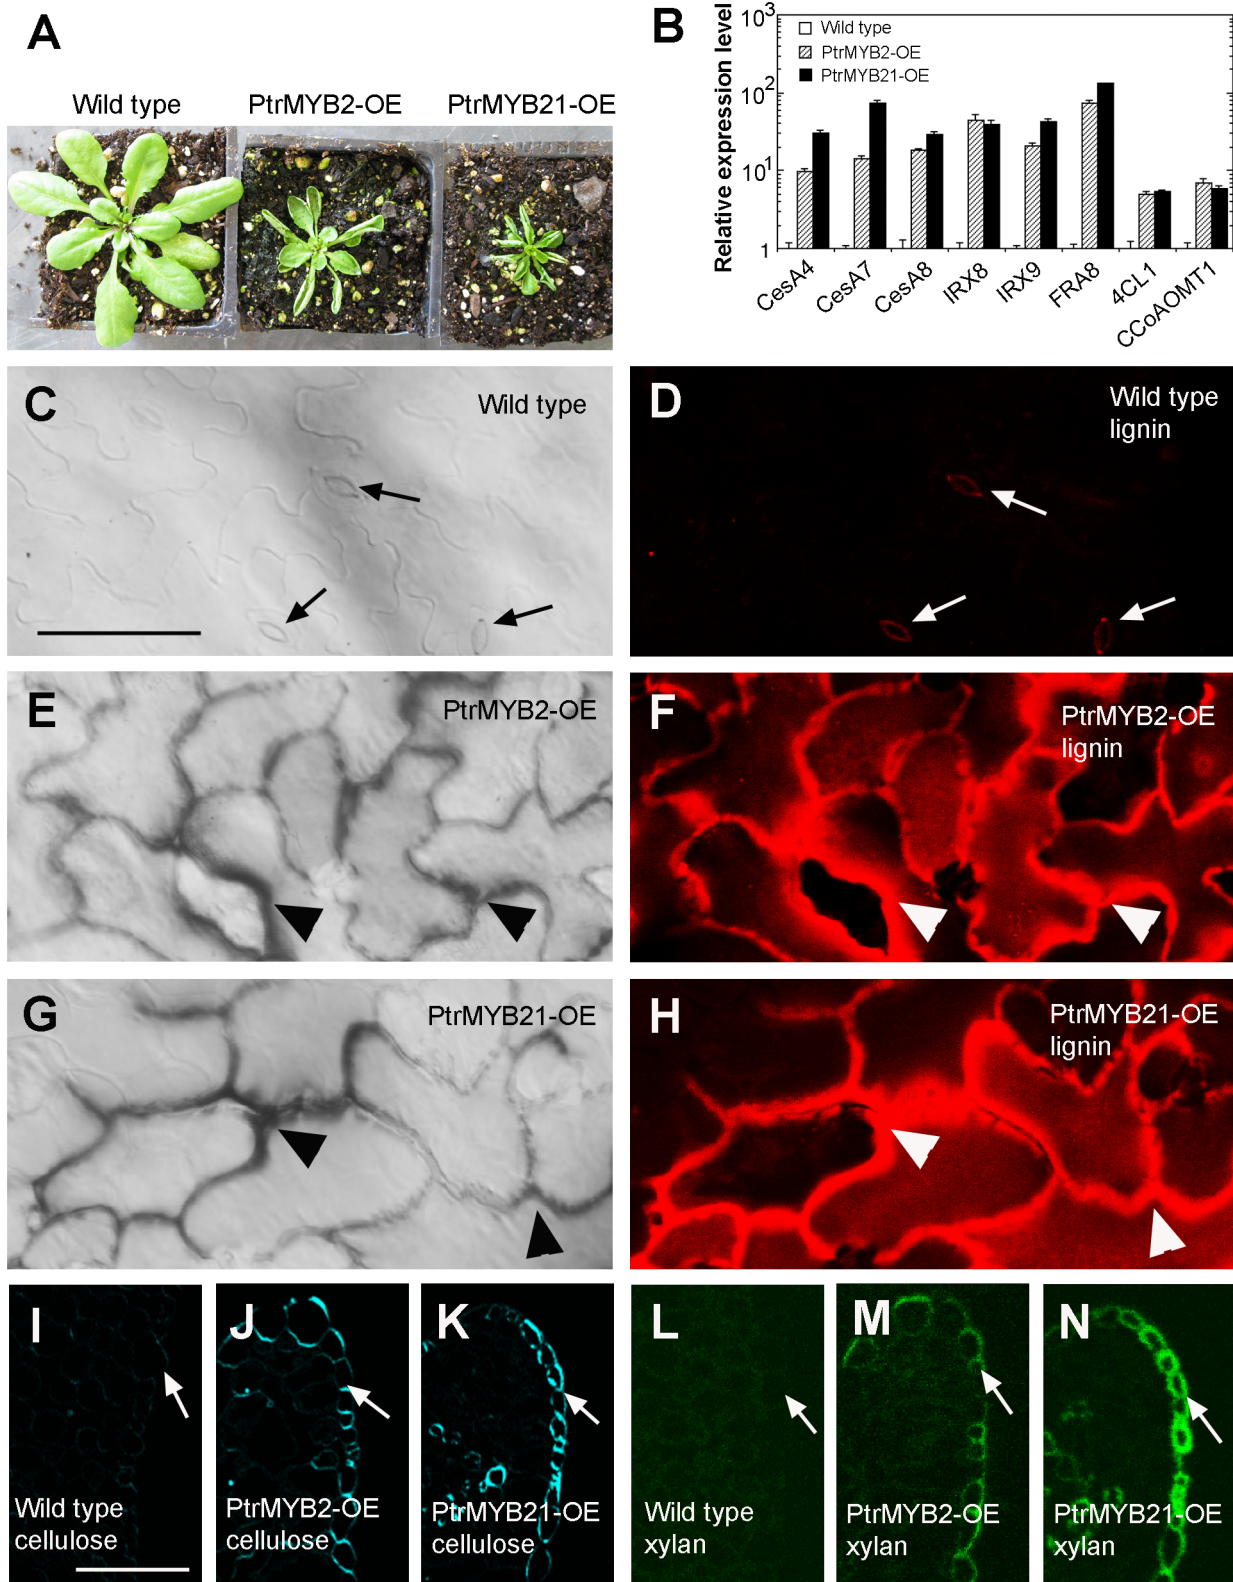 A
Wild type
PtrMYB2-OE
PtrMYB21-OE
B
Relative expression level
10³
10²
10¹
1
Wild type
PtrMYB2-OE
PtrMYB21-OE
CesA4
CesA7
CesA8
IRX8
IRX9
FRA8
4CL1
CCoAOMT1
C
Wild type
D
Wild type
lignin
E
PtrMYB2-OE
F
PtrMYB2-OE
lignin
G
PtrMYB21-OE
H
PtrMYB21-OE
lignin
I
Wild type
cellulose
J
PtrMYB2-OE
cellulose
K
PtrMYB21-OE
cellulose
L
Wild type
xylan
M
PtrMYB2-OE
xylan
N
PtrMYB21-OE
xylan